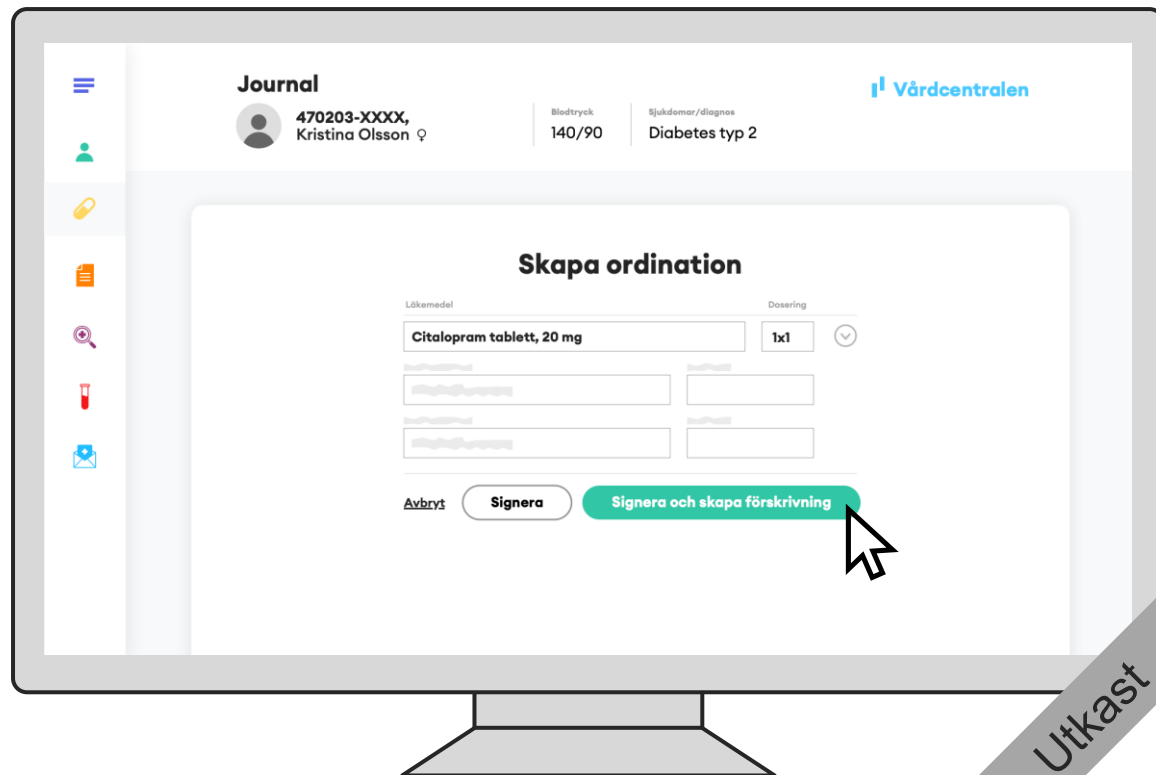 Journal
470203-XXXX,
Kristina Olsson ♀
Blodtryck
140/90
Sjukdomar/diagnos
Diabetes typ 2
Vårdcentralen
Skapa ordination
Läkemedel
Dosering
Citalopram tablett, 20 mg
1x1
Avbryt
Signera
Signera och skapa förskrivning
Utkast